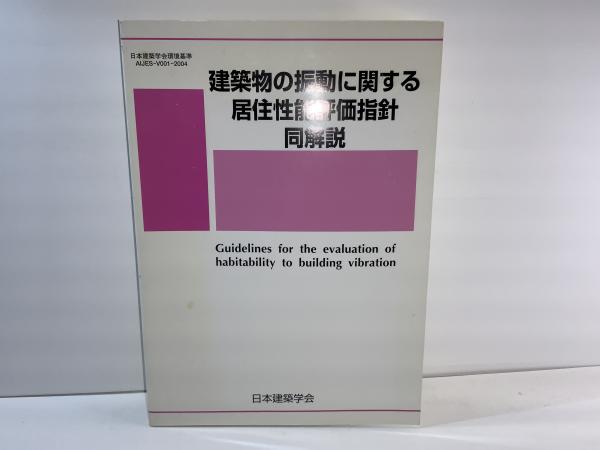 日本建築学会環境基準
AIJES-V001-2004
建築物の振動に関する
居住性能評価指針
同解説
Guidelines for the evaluation of
habitability to building vibration
日本建築学会